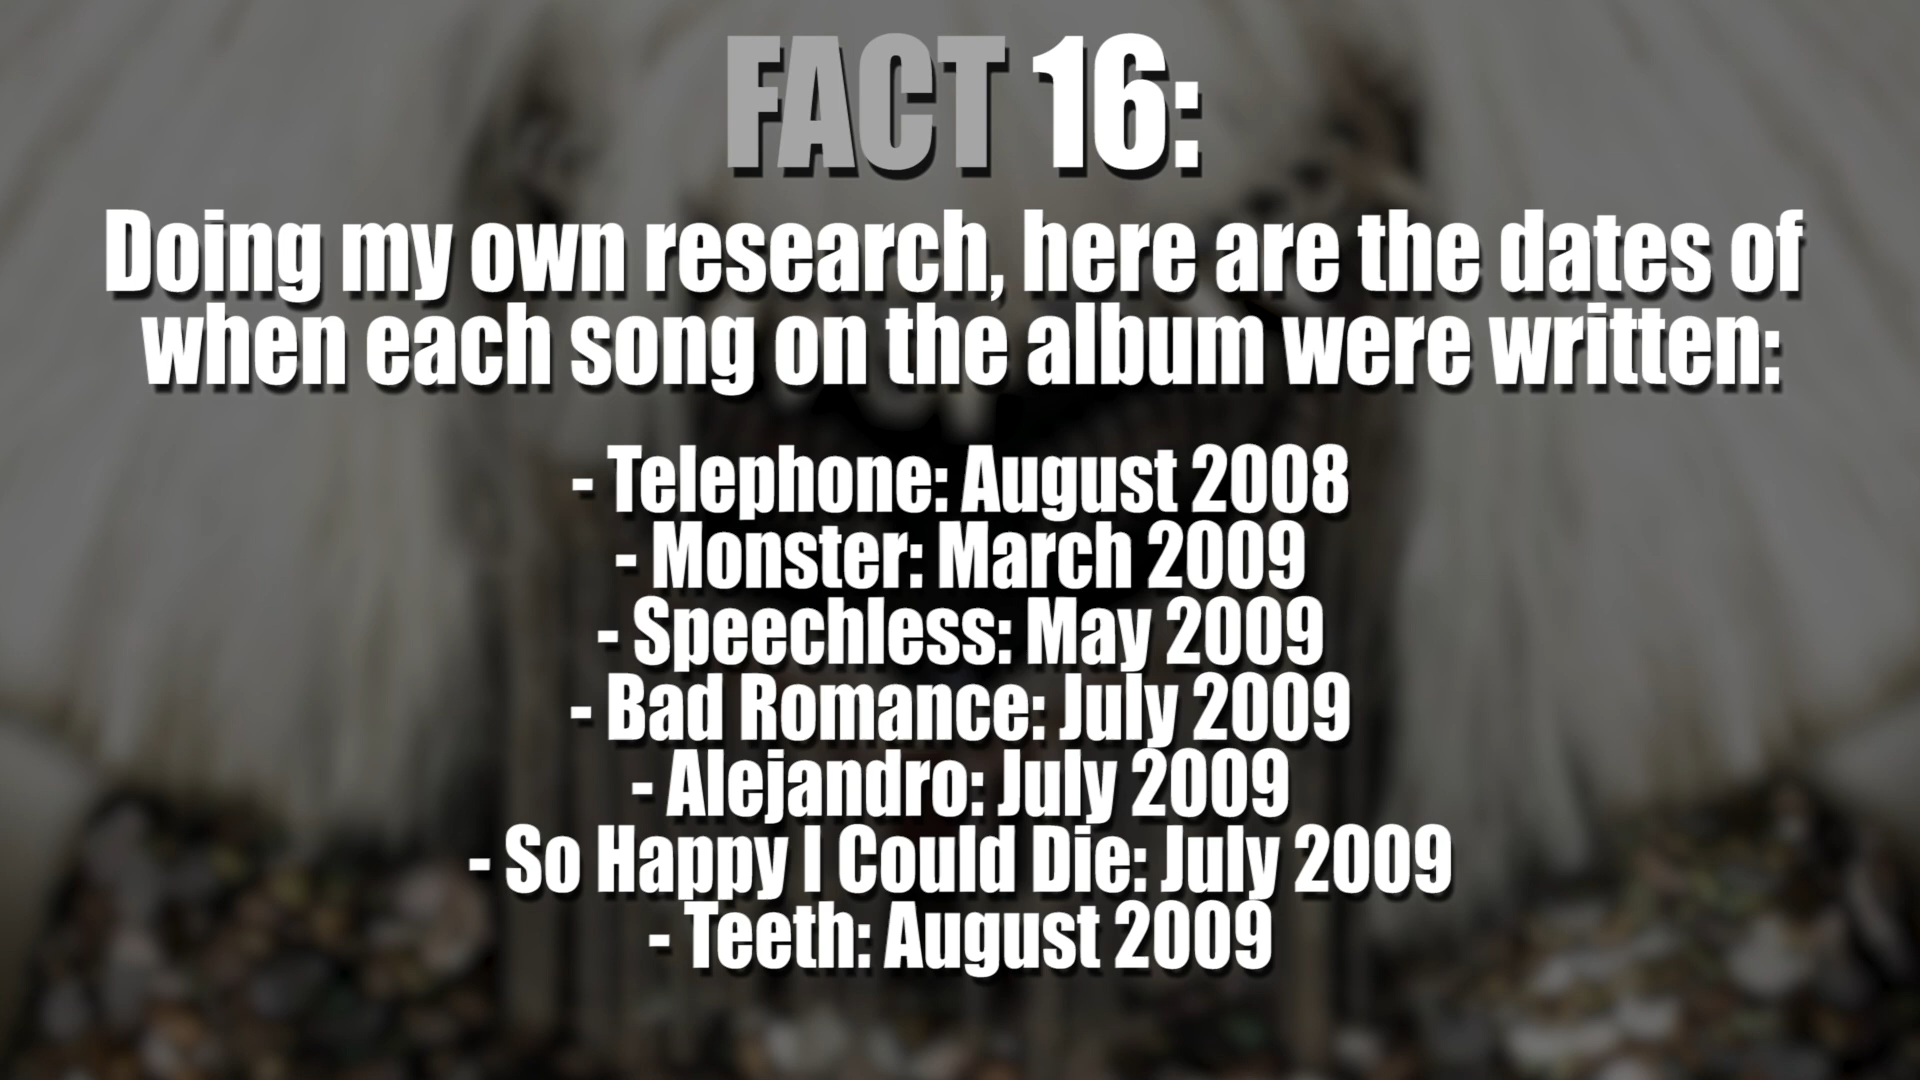 FACT 16:
Doing my own research, here are the dates of
when each song on the album were written:
- Telephone: August 2008
- Monster: March 2009
- Speechless: May 2009
- Bad Romance: July 2009
- Alejandro: July 2009
- So Happy I Could Die: July 2009
- Teeth: August 2009